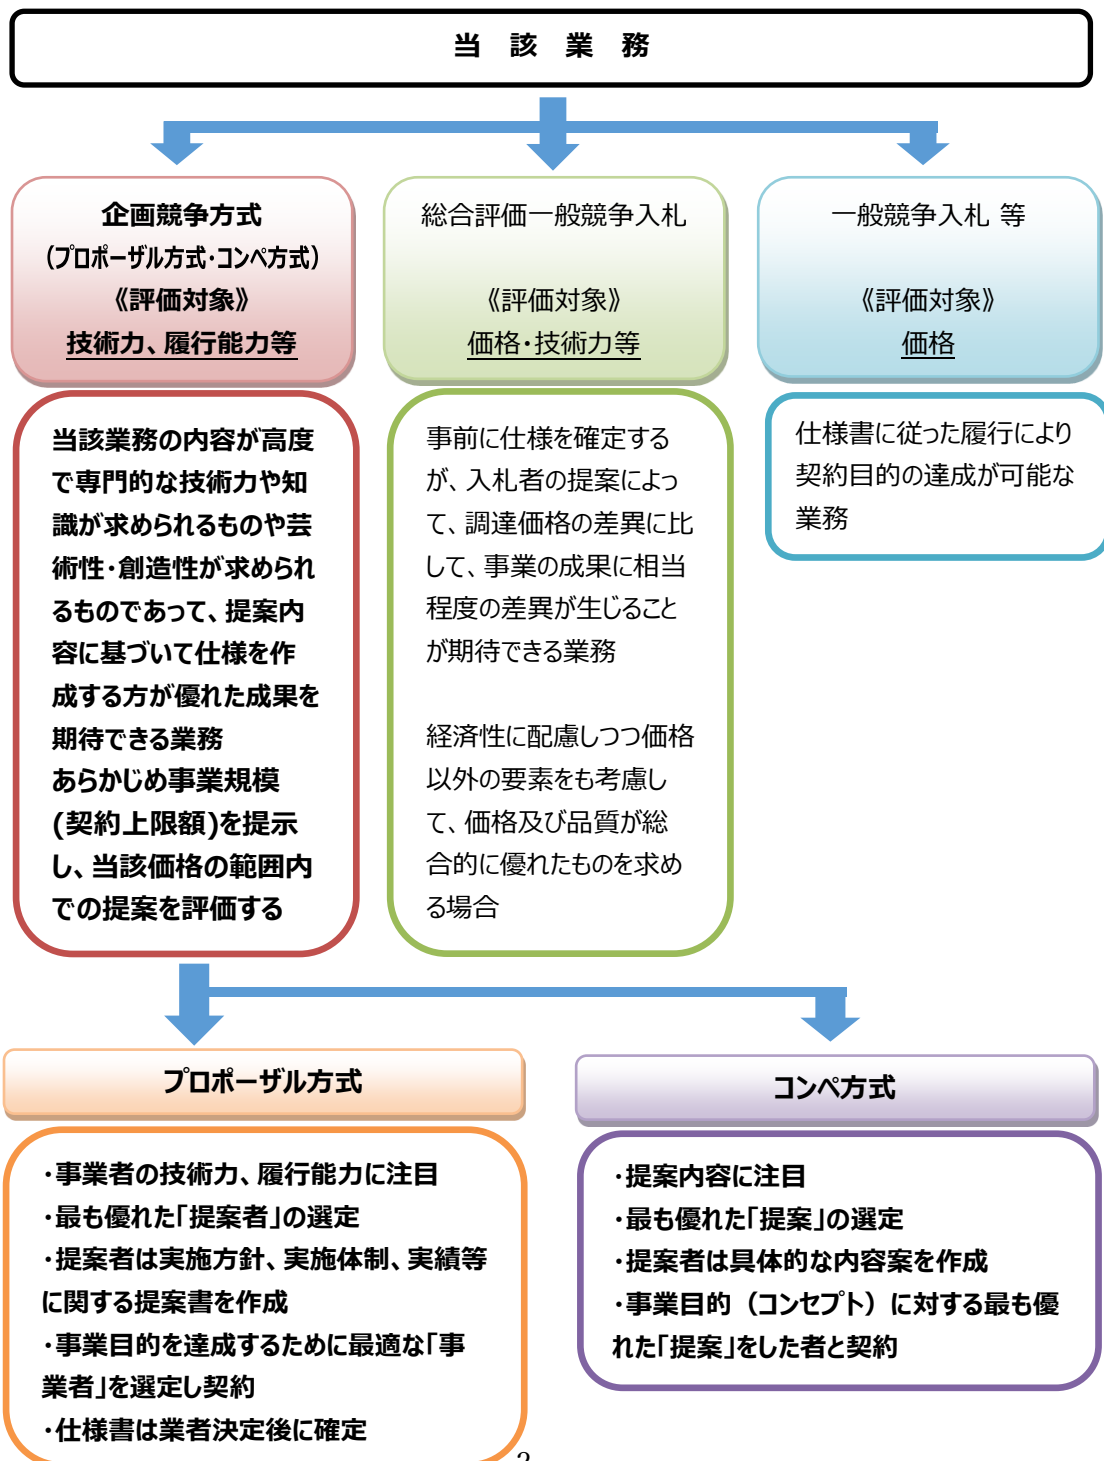 当 該 業 務
企画競争方式
（プロポーザル方式・コンペ方式）
《評価対象》
技術力、履行能力等
総合評価一般競争入札
《評価対象》
価格・技術力等
一般競争入札 等
《評価対象》
価格
当該業務の内容が高度
で専門的な技術力や知
識が求められるものや芸
術性・創造性が求められ
るものであって、提案内
容に基づいて仕様を作
成する方が優れた成果を
期待できる業務
あらかじめ事業規模
(契約上限額)を提示
し、当該価格の範囲内
での提案を評価する
事前に仕様を確定する
が、入札者の提案によっ
て、調達価格の差異に比
して、事業の成果に相当
程度の差異が生じること
が期待できる業務
経済性に配慮しつつ価格
以外の要素をも考慮し
て、価格及び品質が総
合的に優れたものを求め
る場合
仕様書に従った履行により
契約目的の達成が可能な
業務
プロポーザル方式
・事業者の技術力、履行能力に注目
・最も優れた「提案者」の選定
・提案者は実施方針、実施体制、実績等
に関する提案書を作成
・事業目的を達成するために最適な「事
業者」を選定し契約
・仕様書は業者決定後に確定
コンペ方式
・提案内容に注目
・最も優れた「提案」の選定
・提案者は具体的な内容案を作成
・事業目的（コンセプト）に対する最も優
れた「提案」をした者と契約